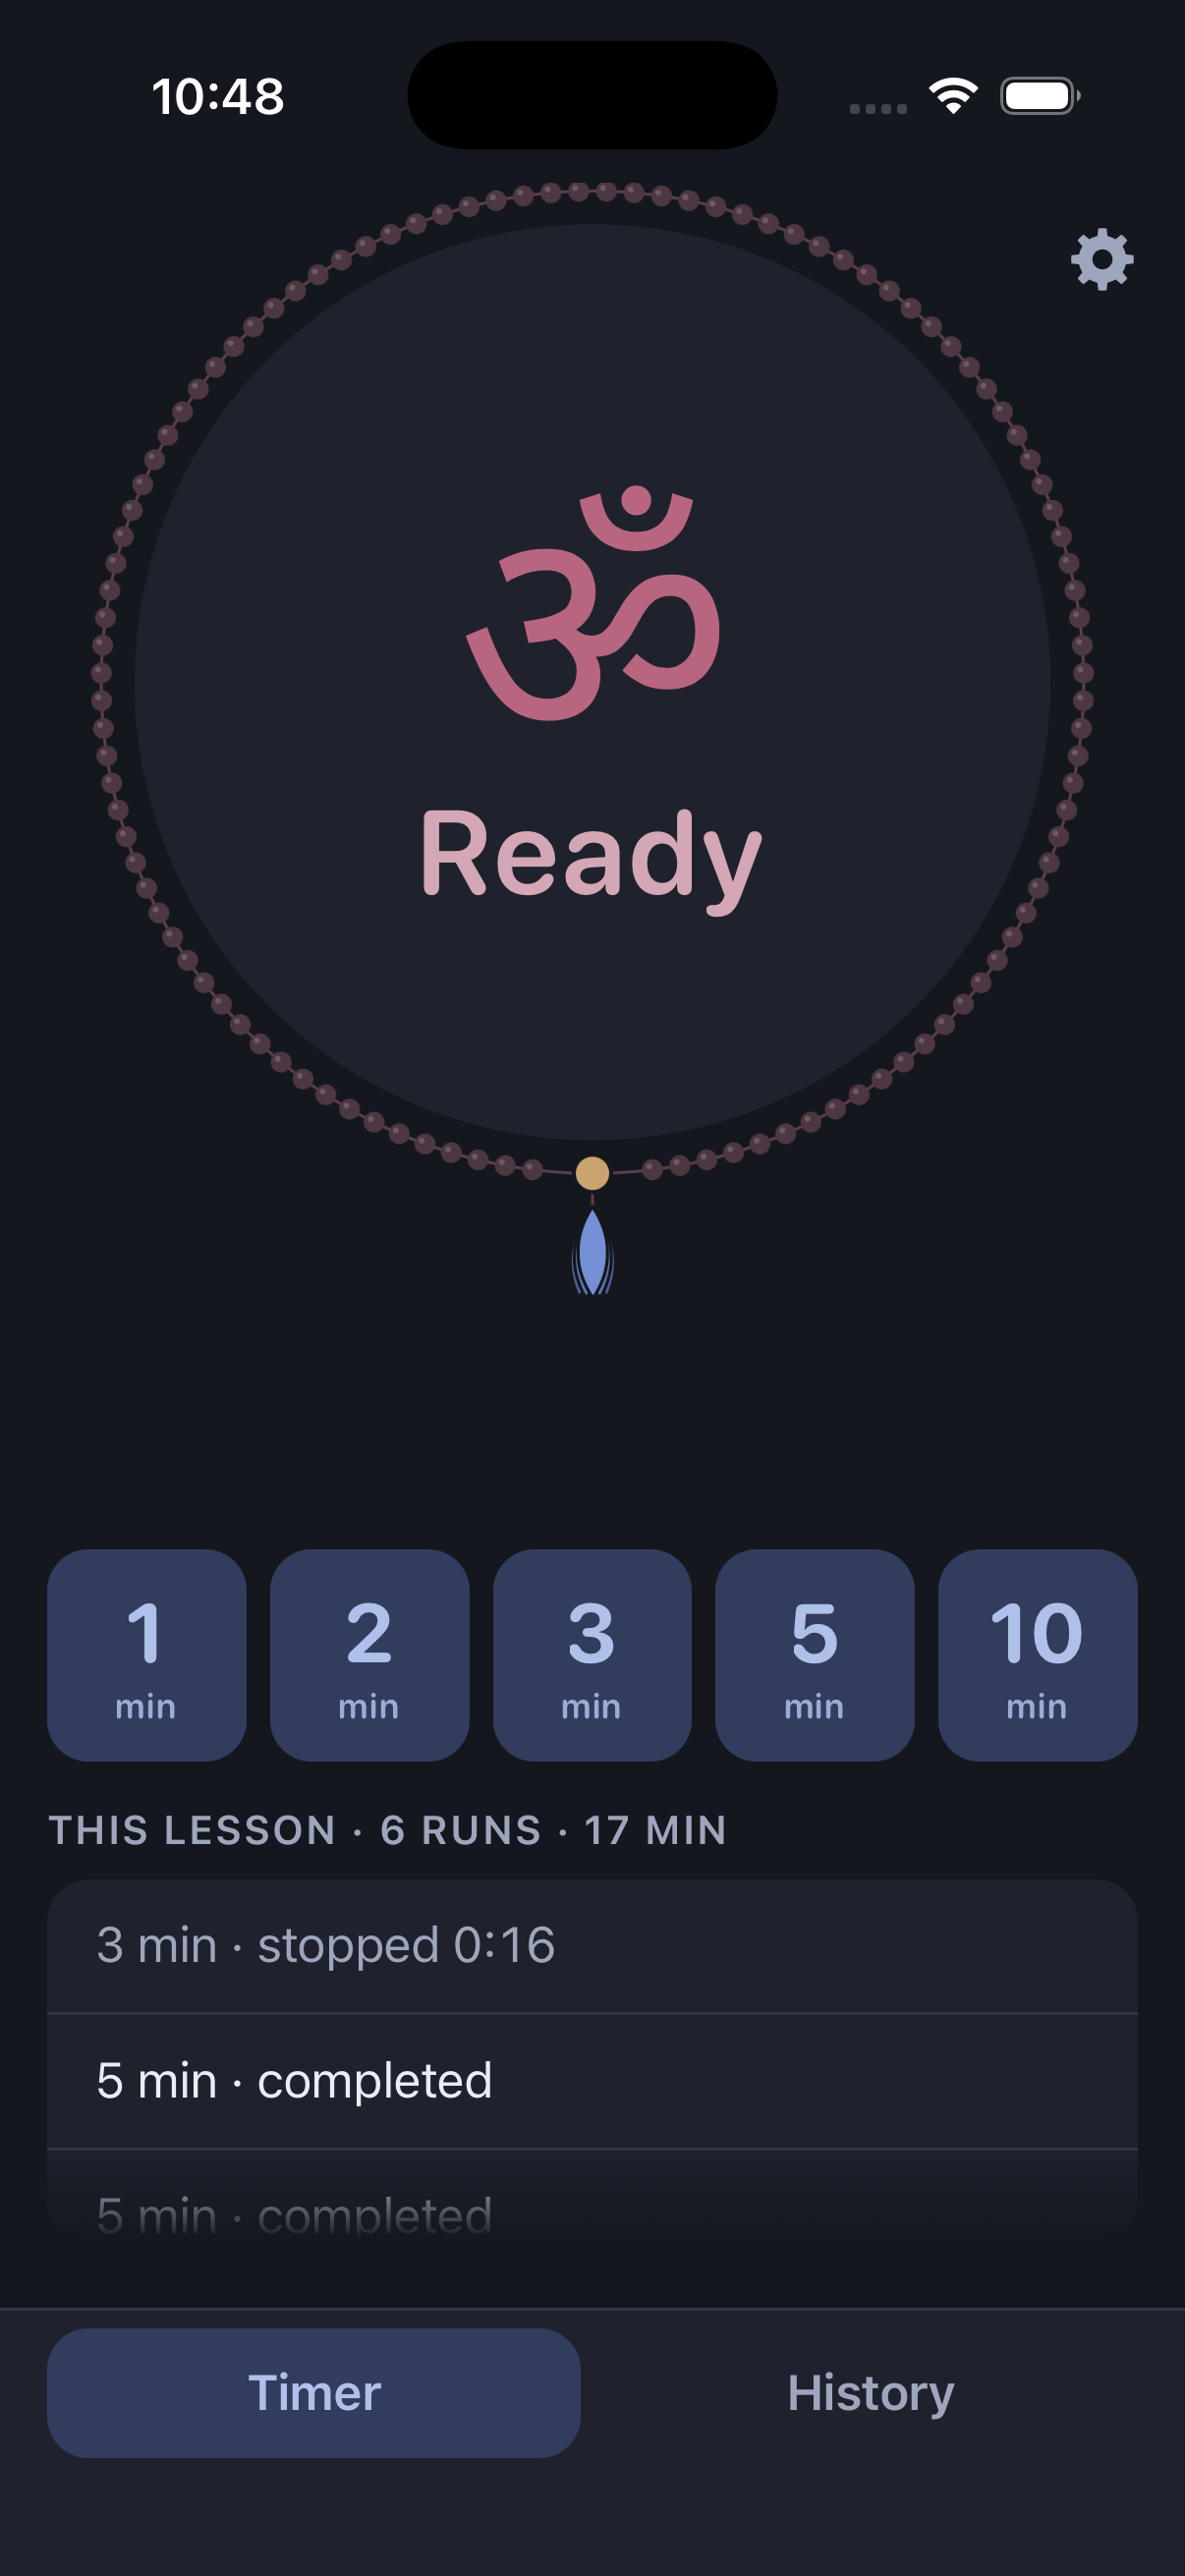 10:48
ॐ
Ready
1 min
2 min
3 min
5 min
10 min
THIS LESSON · 6 RUNS · 17 MIN
3 min · stopped 0:16
5 min · completed
5 min · completed
Timer
History